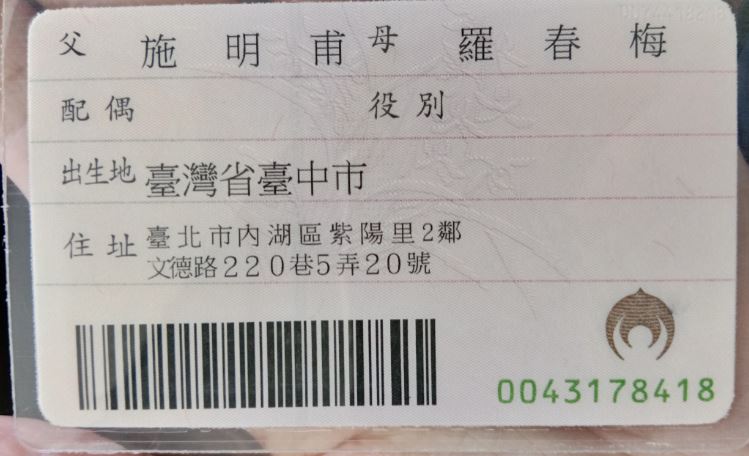 父 施明甫 母 羅春梅
配偶 役別
出生地 臺灣省臺中市
住址 臺北市內湖區紫陽里2鄰
文德路220巷5弄20號
0043178418